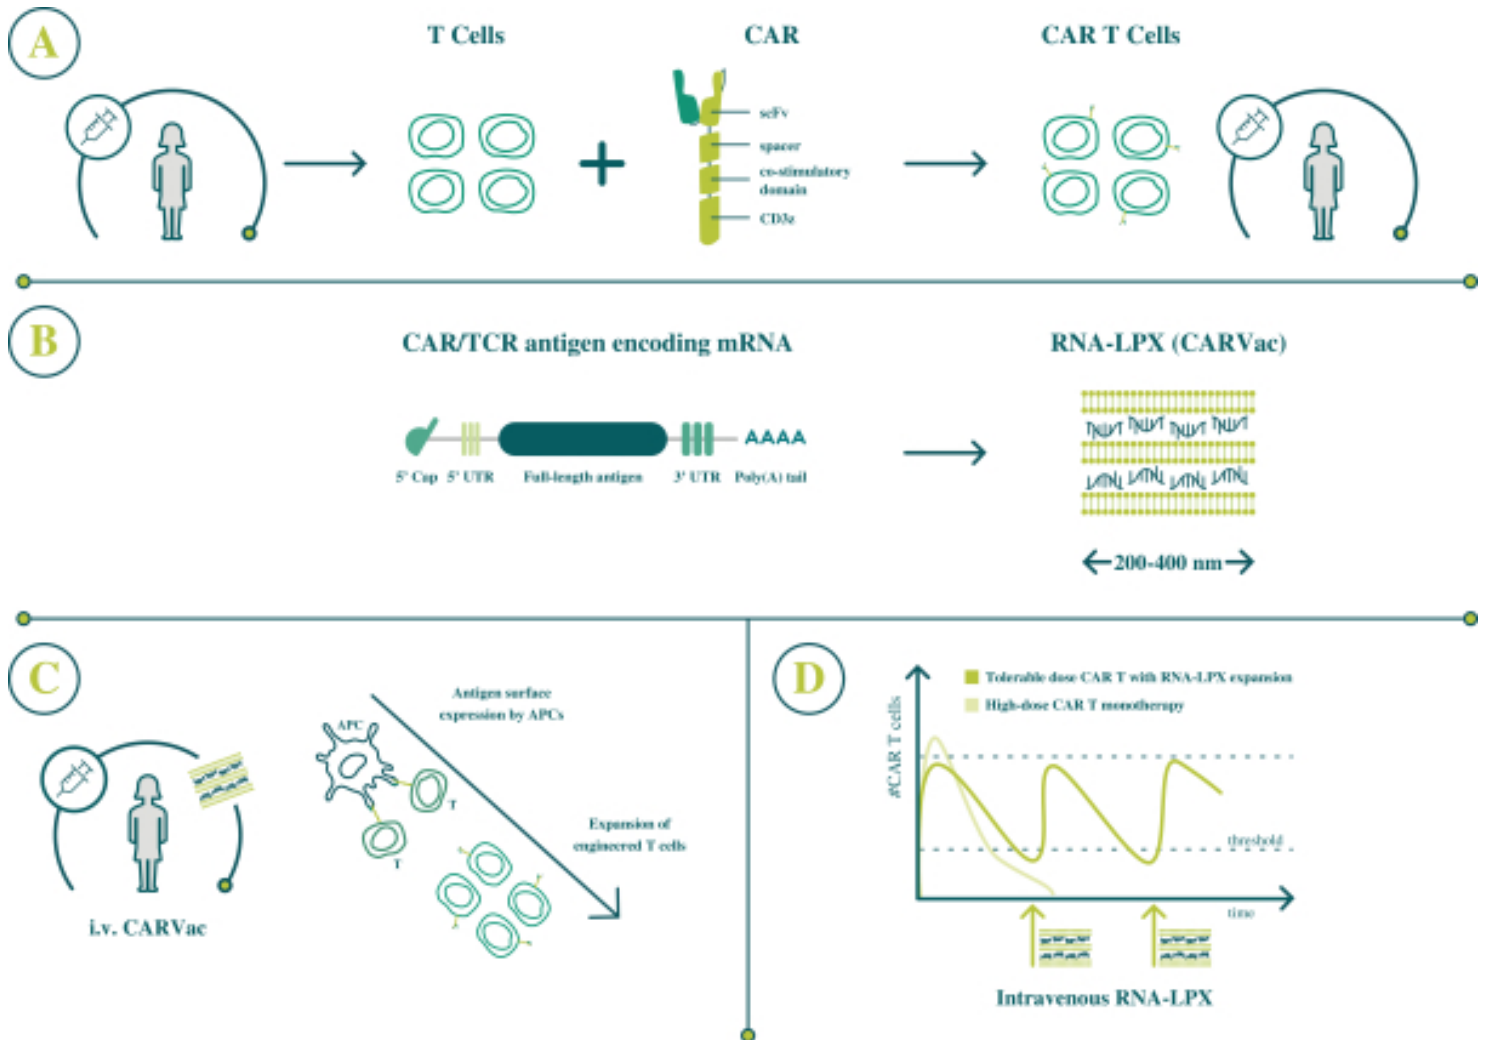 A
T Cells
CAR
CAR T Cells
scFv
spacer
co-stimulatory
domain
CD3ε
B
CAR/TCR antigen encoding mRNA
RNA-LPX (CARVac)
AAAA
5' Cap
5' UTR
Full-length antigen
3' UTR
Poly(A) tail
200-400 nm
C
Antigen surface
expression by APCs
APC
T
T
Expansion of
engineered T cells
i.v. CARVac
D
Tolerable dose CAR T with RNA-LPX expansion
High-dose CAR T monotherapy
#CAR T cells
threshold
time
Intravenous RNA-LPX